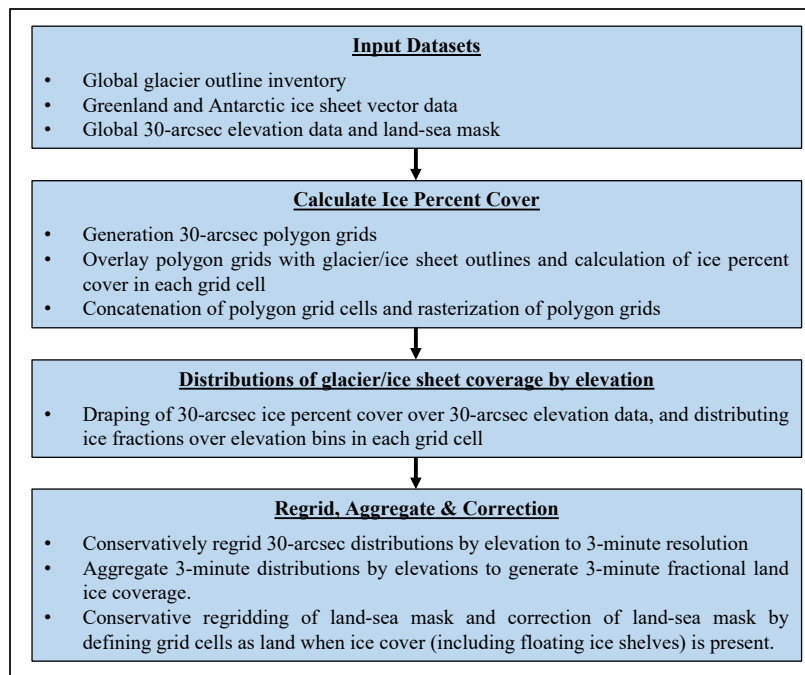 Input Datasets
• Global glacier outline inventory
• Greenland and Antarctic ice sheet vector data
• Global 30-arcsec elevation data and land-sea mask
Calculate Ice Percent Cover
• Generation 30-arcsec polygon grids
• Overlay polygon grids with glacier/ice sheet outlines and calculation of ice percent
cover in each grid cell
• Concatenation of polygon grid cells and rasterization of polygon grids
Distributions of glacier/ice sheet coverage by elevation
• Draping of 30-arcsec ice percent cover over 30-arcsec elevation data, and distributing
ice fractions over elevation bins in each grid cell
Regrid, Aggregate & Correction
• Conservatively regrid 30-arcsec distributions by elevation to 3-minute resolution
• Aggregate 3-minute distributions by elevations to generate 3-minute fractional land
ice coverage.
• Conservative regridding of land-sea mask and correction of land-sea mask by
defining grid cells as land when ice cover (including floating ice shelves) is present.